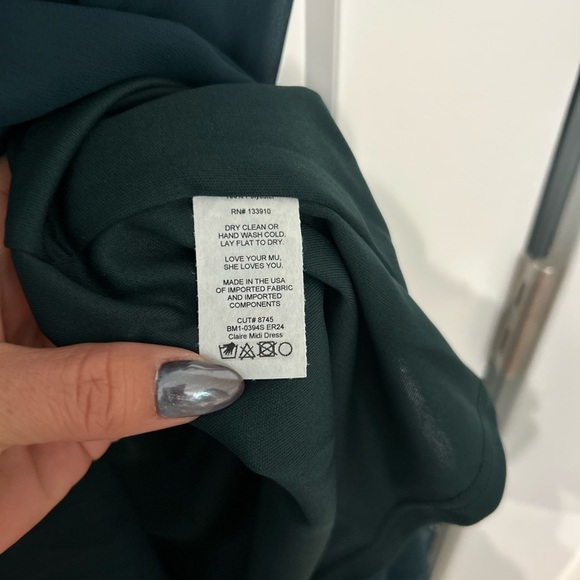 RN# 133910
DRY CLEAN OR
HAND WASH COLD.
LAY FLAT TO DRY.
LOVE YOUR MU,
SHE LOVES YOU.
MADE IN THE USA
OF IMPORTED FABRIC
AND IMPORTED
COMPONENTS
CUT# 8745
BM1-0394S ER24
Claire Midi Dress